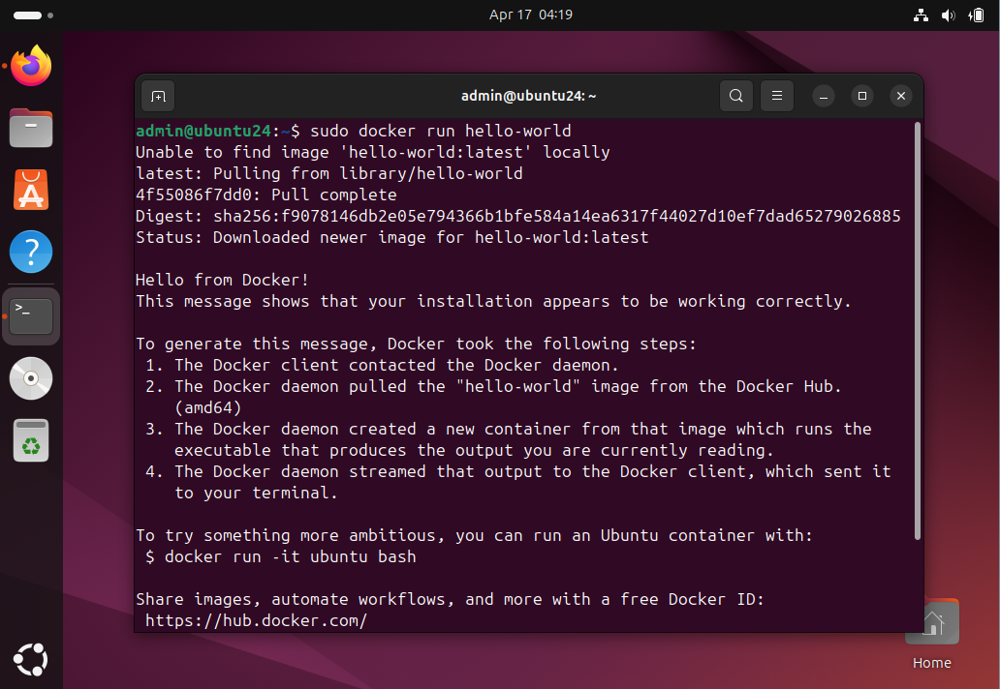 Apr 17 04:19
admin@ubuntu24: ~
admin@ubuntu24:~$ sudo docker run hello-world
Unable to find image 'hello-world:latest' locally
latest: Pulling from library/hello-world
4f55086f7dd0: Pull complete
Digest: sha256:f9078146db2e05e794366b1bfe584a14ea6317f44027d10ef7dad65279026885
Status: Downloaded newer image for hello-world:latest
Hello from Docker!
This message shows that your installation appears to be working correctly.
To generate this message, Docker took the following steps:
1. The Docker client contacted the Docker daemon.
2. The Docker daemon pulled the "hello-world" image from the Docker Hub.
(amd64)
3. The Docker daemon created a new container from that image which runs the
executable that produces the output you are currently reading.
4. The Docker daemon streamed that output to the Docker client, which sent it
to your terminal.
To try something more ambitious, you can run an Ubuntu container with:
$ docker run -it ubuntu bash
Share images, automate workflows, and more with a free Docker ID:
https://hub.docker.com/
Home